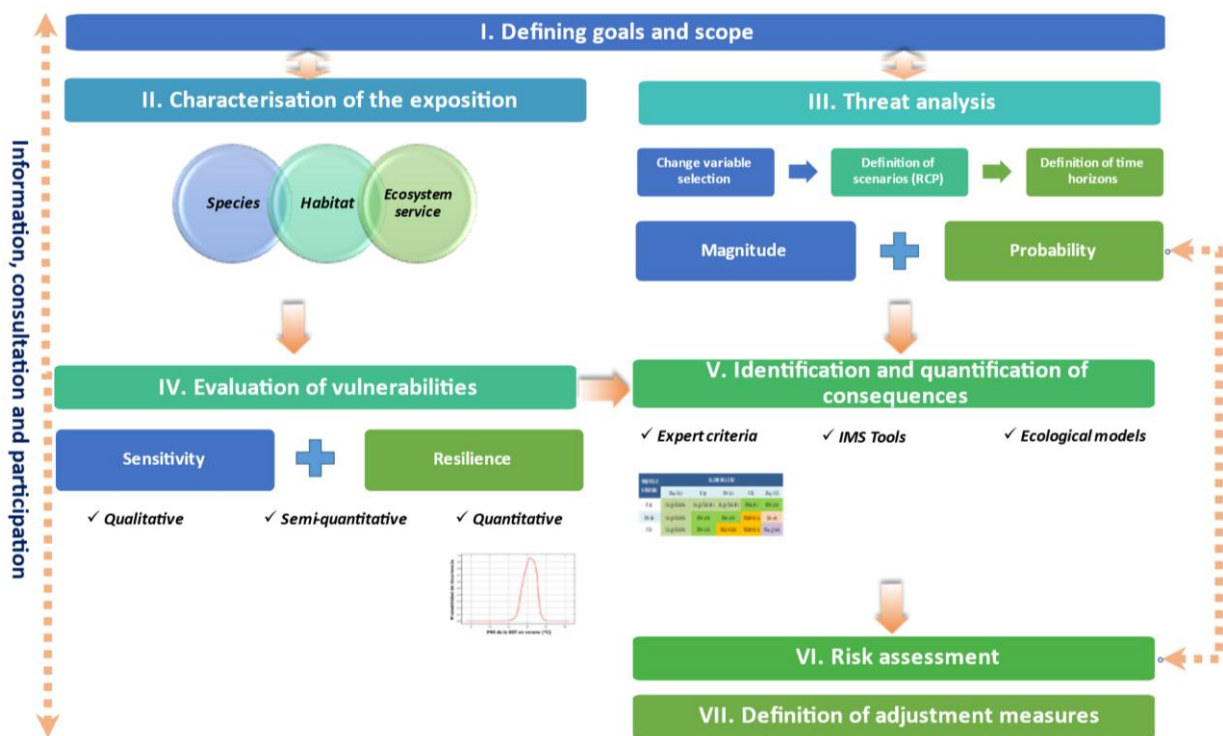 I. Defining goals and scope
II. Characterisation of the exposition
III. Threat analysis
Information, consultation and participation
Species
Habitat
Ecosystem
service
Change variable
selection
Definition of
scenarios (RCP)
Definition of time
horizons
Magnitude
Probability
IV. Evaluation of vulnerabilities
V. Identification and quantification of
consequences
Sensitivity
Resilience
✓ Expert criteria
✓ IMS Tools
✓ Ecological models
✓ Qualitative
✓ Semi-quantitative
✓ Quantitative
VI. Risk assessment
VII. Definition of adjustment measures